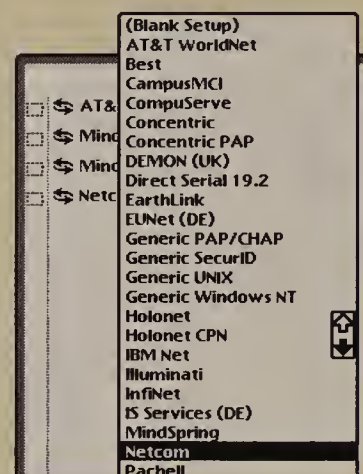 (Blank Setup)
AT&T WorldNet
Best
CampusMCI
AT&
CompuServe
Concentric
Mind
Concentric PAP
Mind
DEMON (UK)
Direct Serial 19.2
Netc
EarthLink
EUNet (DE)
Generic PAP/CHAP
Generic SecurID
Generic UNIX
Generic Windows NT
Holonet
Holonet CPN
IBM Net
Illuminati
InfiNet
IS Services (DE)
MindSpring
Netcom
PacBell